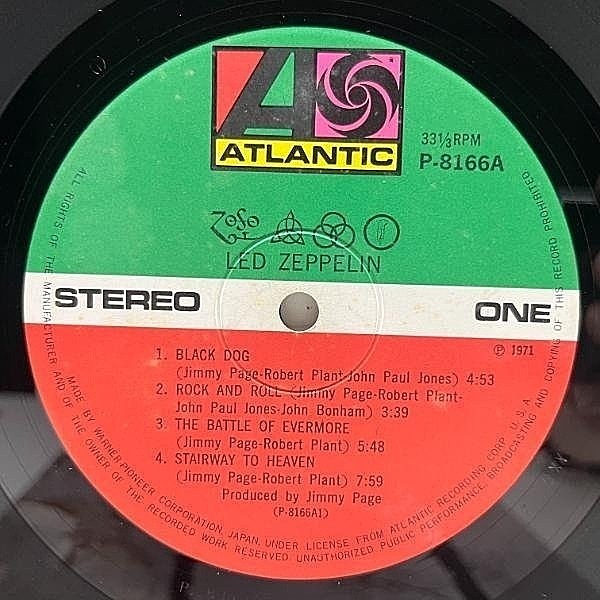 ATLANTIC
33⅓RPM
P-8166A
LED ZEPPELIN
STEREO
ONE
Ⓟ 1971
1. BLACK DOG
(Jimmy Page-Robert Plant-John Paul Jones) 4:53
2. ROCK AND ROLL (Jimmy Page-Robert Plant-
John Paul Jones-John Bonham) 3:39
3. THE BATTLE OF EVERMORE
(Jimmy Page-Robert Plant) 5:48
4. STAIRWAY TO HEAVEN
(Jimmy Page-Robert Plant) 7:59
Produced by Jimmy Page
(P-8166A1)
MADE BY WARNER-PIONEER CORPORATION, JAPAN, UNDER LICENSE FROM ATLANTIC RECORDING CORP. U.S.A.
ALL RIGHTS OF THE MANUFACTURER AND OF THE OWNER OF THE RECORDED WORK RESERVED. UNAUTHORIZED PUBLIC PERFORMANCE, BROADCASTING AND COPYING OF THIS RECORD PROHIBITED.